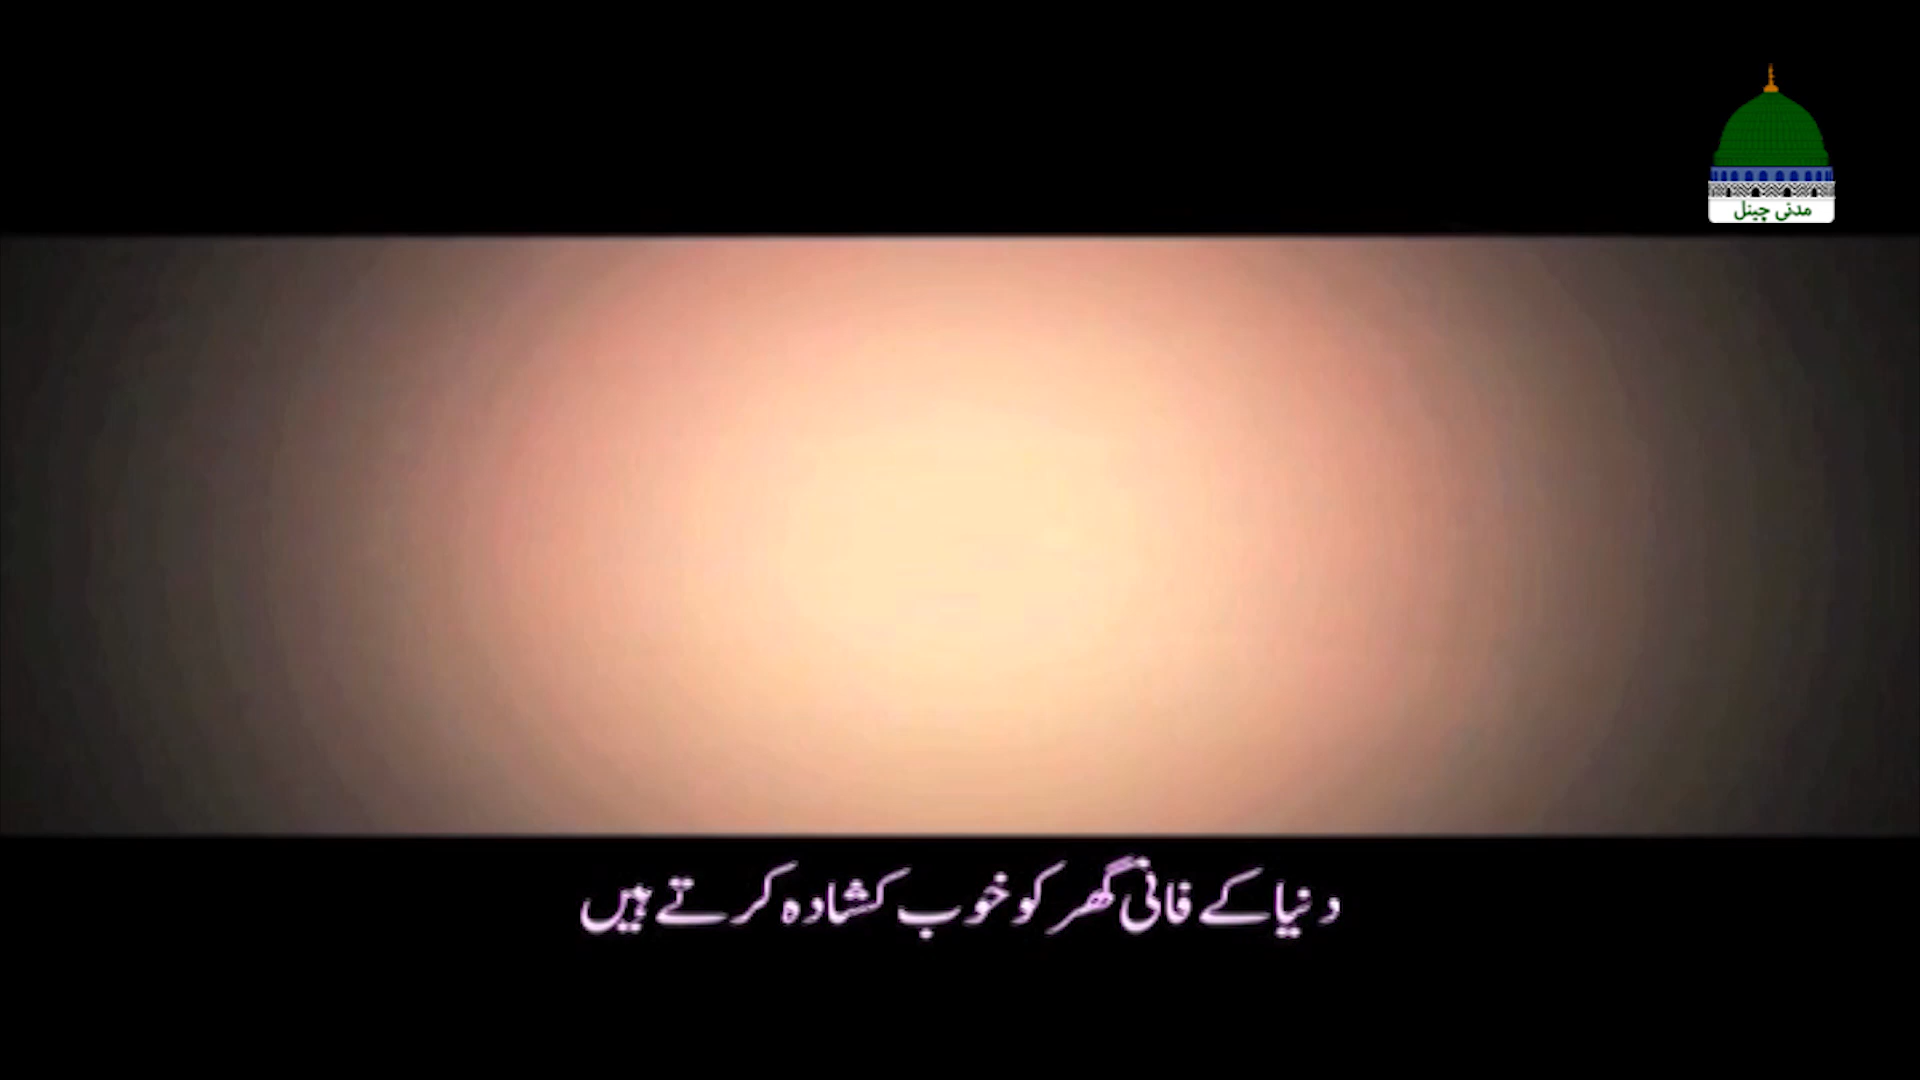 مدنی چینل
دنیا کے فانی گھر کو خوب کشادہ کرتے ہیں